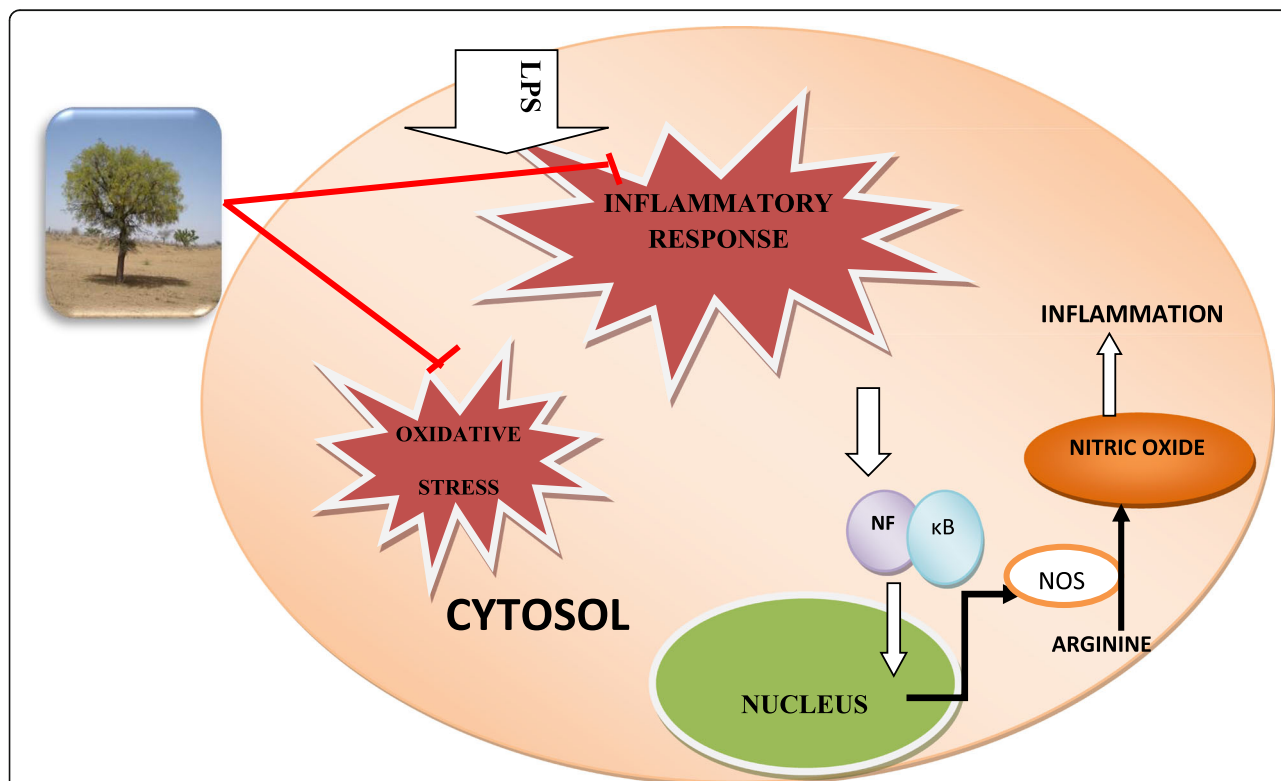 LPS
INFLAMMATORY
RESPONSE
INFLAMMATION
NITRIC OXIDE
OXIDATIVE
STRESS
NF
κB
NOS
CYTOSOL
ARGININE
NUCLEUS